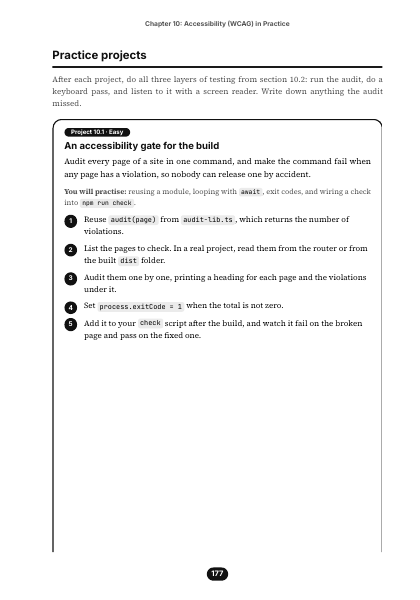 Chapter 10: Accessibility (WCAG) in Practice
Practice projects
After each project, do all three layers of testing from section 10.2: run the audit, do a
keyboard pass, and listen to it with a screen reader. Write down anything the audit
missed.
Project 10.1 · Easy
An accessibility gate for the build
Audit every page of a site in one command, and make the command fail when
any page has a violation, so nobody can release one by accident.
You will practise: reusing a module, looping with await, exit codes, and wiring a check
into npm run check.
1 Reuse audit(page) from audit-lib.ts, which returns the number of
violations.
2 List the pages to check. In a real project, read them from the router or from
the built dist folder.
3 Audit them one by one, printing a heading for each page and the violations
under it.
4 Set process.exitCode = 1 when the total is not zero.
5 Add it to your check script after the build, and watch it fail on the broken
page and pass on the fixed one.
177